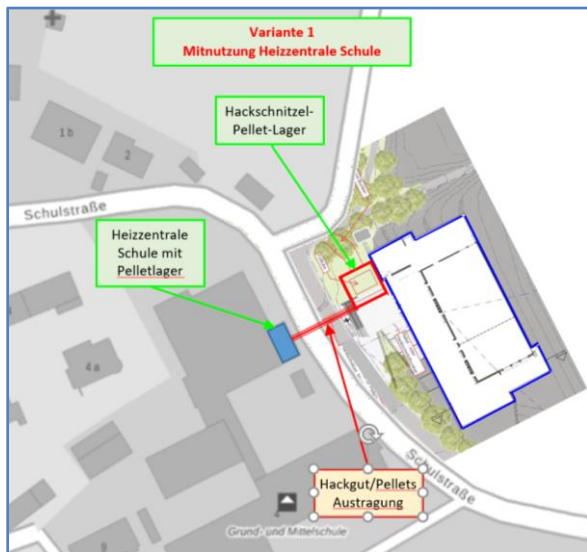 Variante 1
Mitnutzung Heizzentrale Schule
Hackschnitzel-
Pellet-Lager
1b
2
Schulstraße
Heizzentrale
Schule mit
Pelletlager
4a
Schulstraße
Hackgut/Pellets
Austragung
Grund- und Mittelschule
2